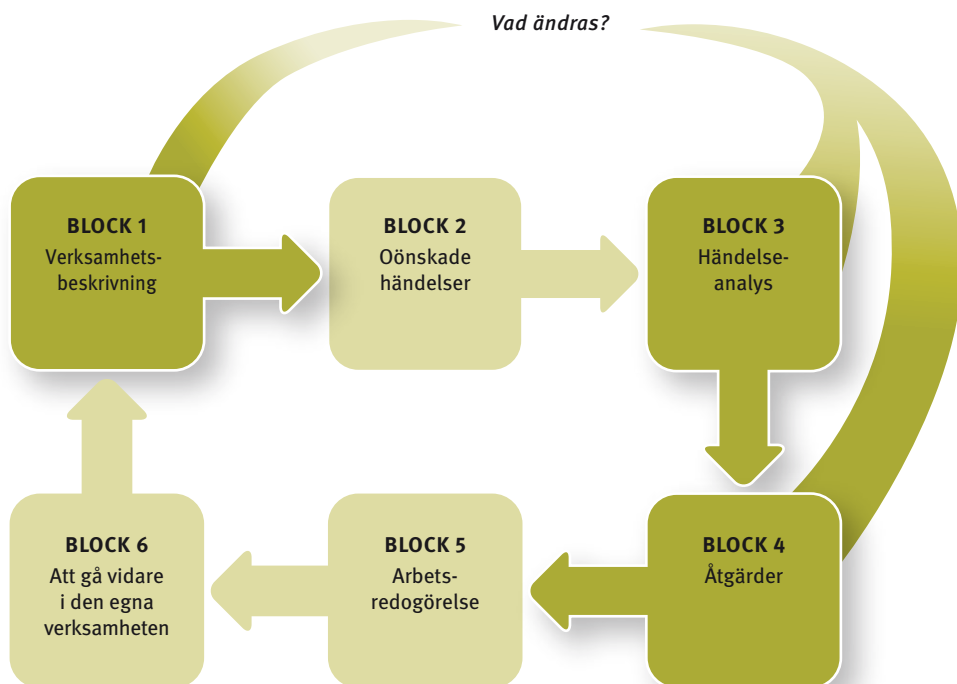 Vad ändras?
BLOCK 1
Verksamhets-
beskrivning
BLOCK 2
Oönskade
händelser
BLOCK 3
Händelse-
analys
BLOCK 4
Åtgärder
BLOCK 5
Arbets-
redogörelse
BLOCK 6
Att gå vidare
i den egna
verksamheten